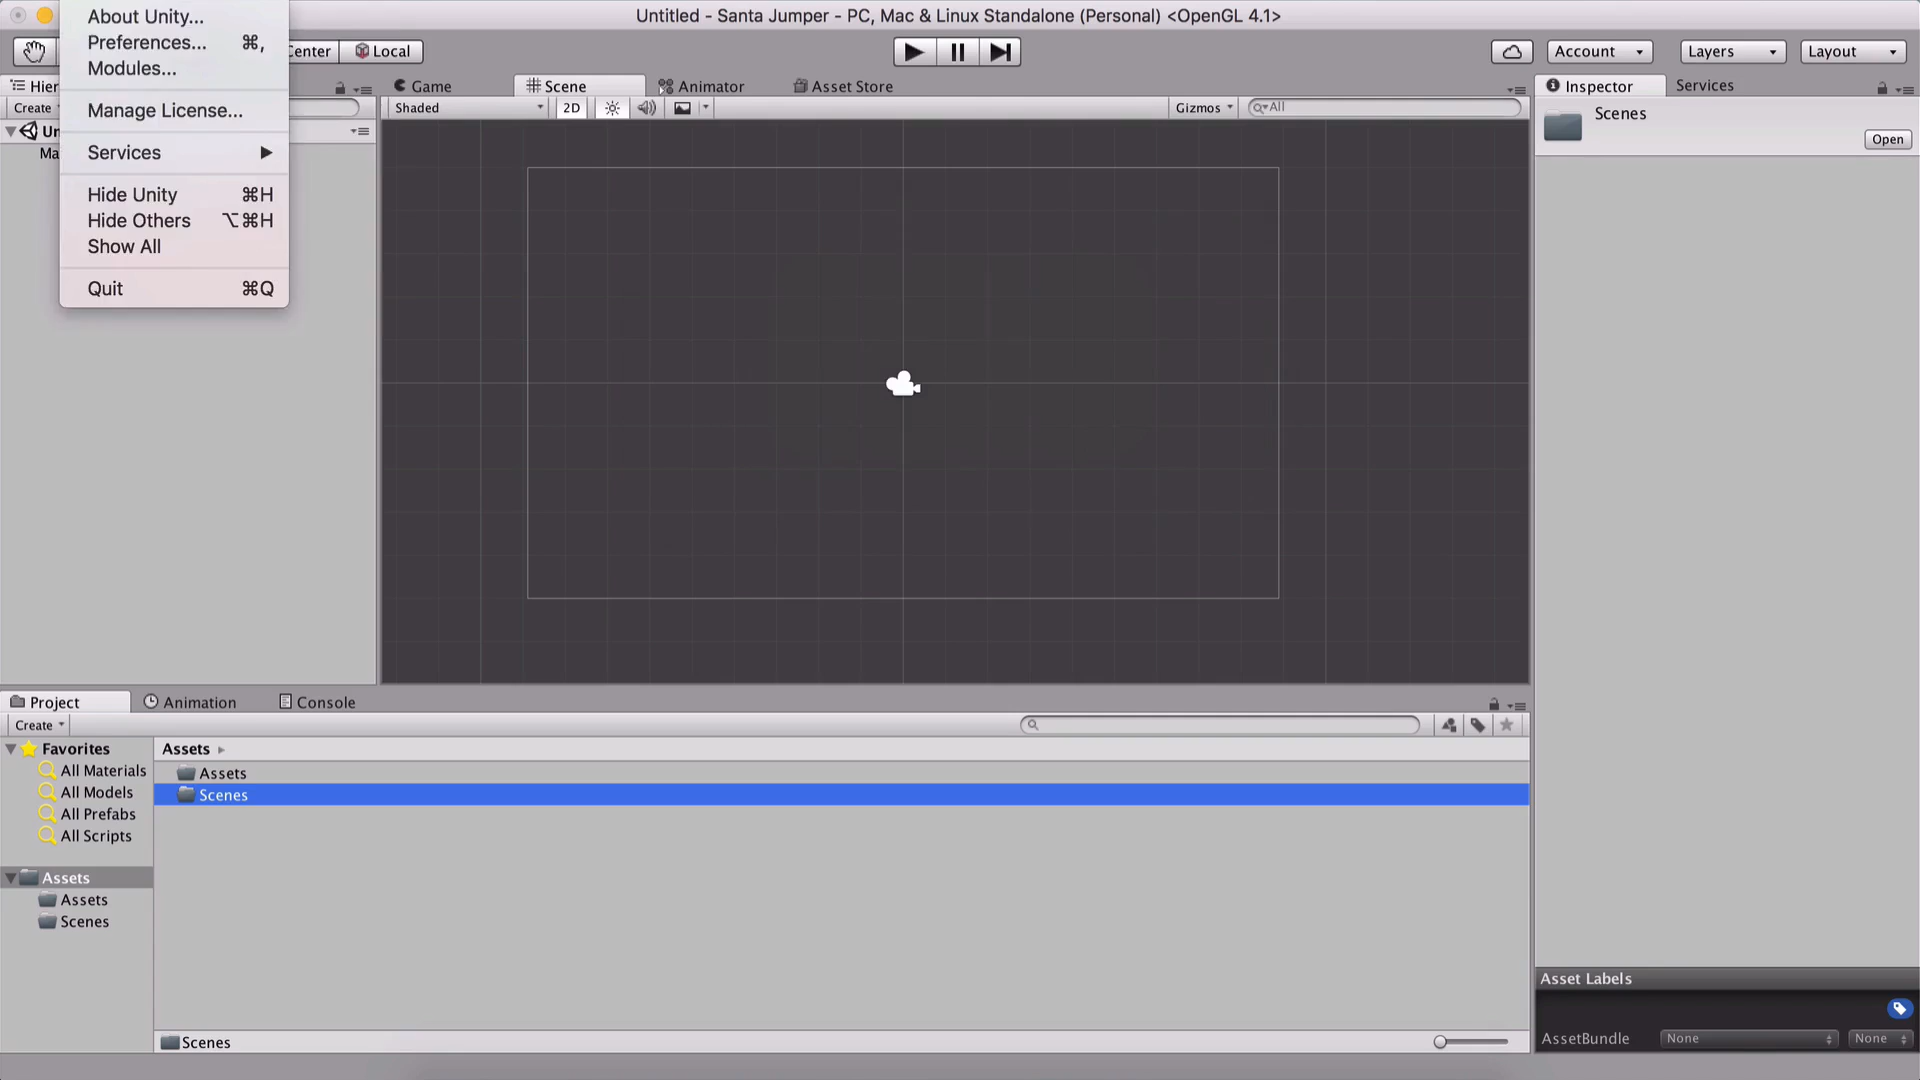 About Unity...
Untitled - Santa Jumper - PC, Mac & Linux Standalone (Personal) <OpenGL 4.1>
Preferences... ⌘,
Modules...
Manage License...
Services ▶
Hide Unity ⌘H
Hide Others ⌥⌘H
Show All
Quit ⌘Q
Center
Local
Account
Layers
Layout
Hier
Create
Un
Ma
Game
Scene
Animator
Asset Store
Shaded
2D
Gizmos
All
Inspector
Services
Scenes
Open
Project
Animation
Console
Create
Favorites
All Materials
All Models
All Prefabs
All Scripts
Assets
Assets
Scenes
Assets
Assets
Scenes
Scenes
Asset Labels
AssetBundle
None
None